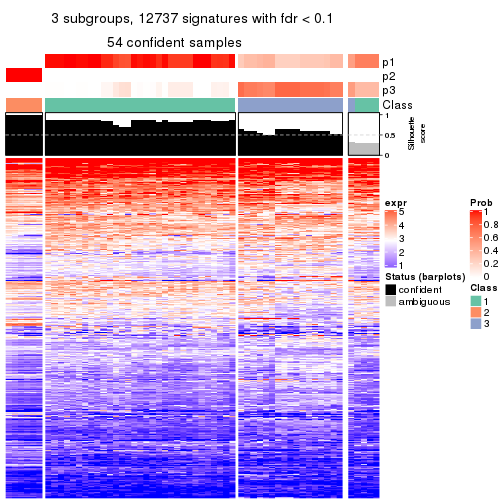 3 subgroups, 12737 signatures with fdr < 0.1
54 confident samples
p1
p2
p3
Class
1
0.5
0
Silhouette
score
expr
5
4
3
2
1
Status (barplots)
confident
ambiguous
Prob
1
0.8
0.6
0.4
0.2
0
Class
1
2
3